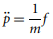 p̈ = 1/m f